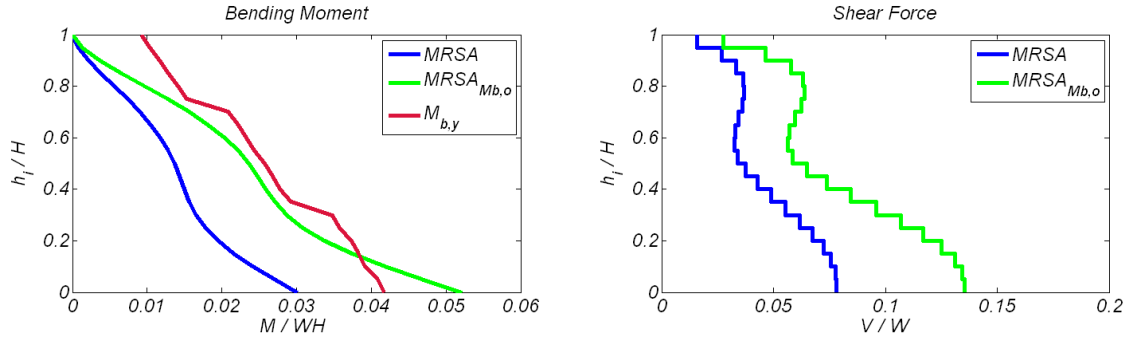 Bending Moment
1
0.8
0.6
0.4
0.2
0
h_i / H
0 0.01 0.02 0.03 0.04 0.05 0.06
M / WH
MRSA
MRSA_Mb,o
M_b,y
Shear Force
1
0.8
0.6
0.4
0.2
0
h_i / H
0 0.05 0.1 0.15 0.2
V / W
MRSA
MRSA_Mb,o